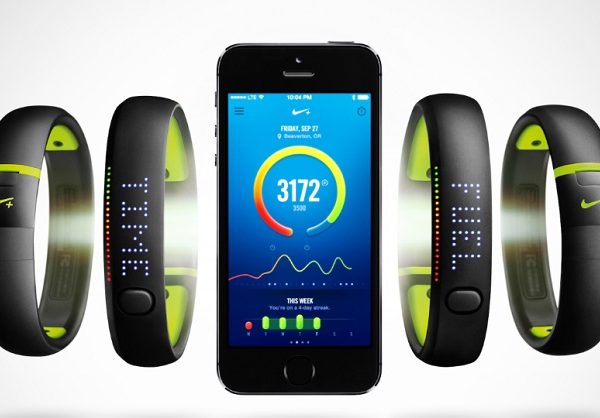 TIME
LTE 10:04 PM
FRIDAY, SEP 27
Beaverton, OR
3172
3500
THIS WEEK
You're on a 4-day streak.
M T W T F S S
FUEL